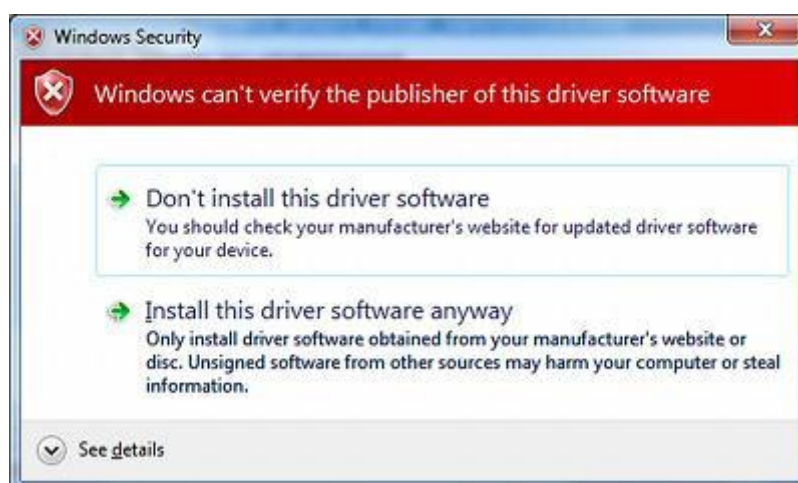 Windows Security
Windows can't verify the publisher of this driver software
Don't install this driver software
You should check your manufacturer's website for updated driver software
for your device.
Install this driver software anyway
Only install driver software obtained from your manufacturer's website or
disc. Unsigned software from other sources may harm your computer or steal
information.
See details